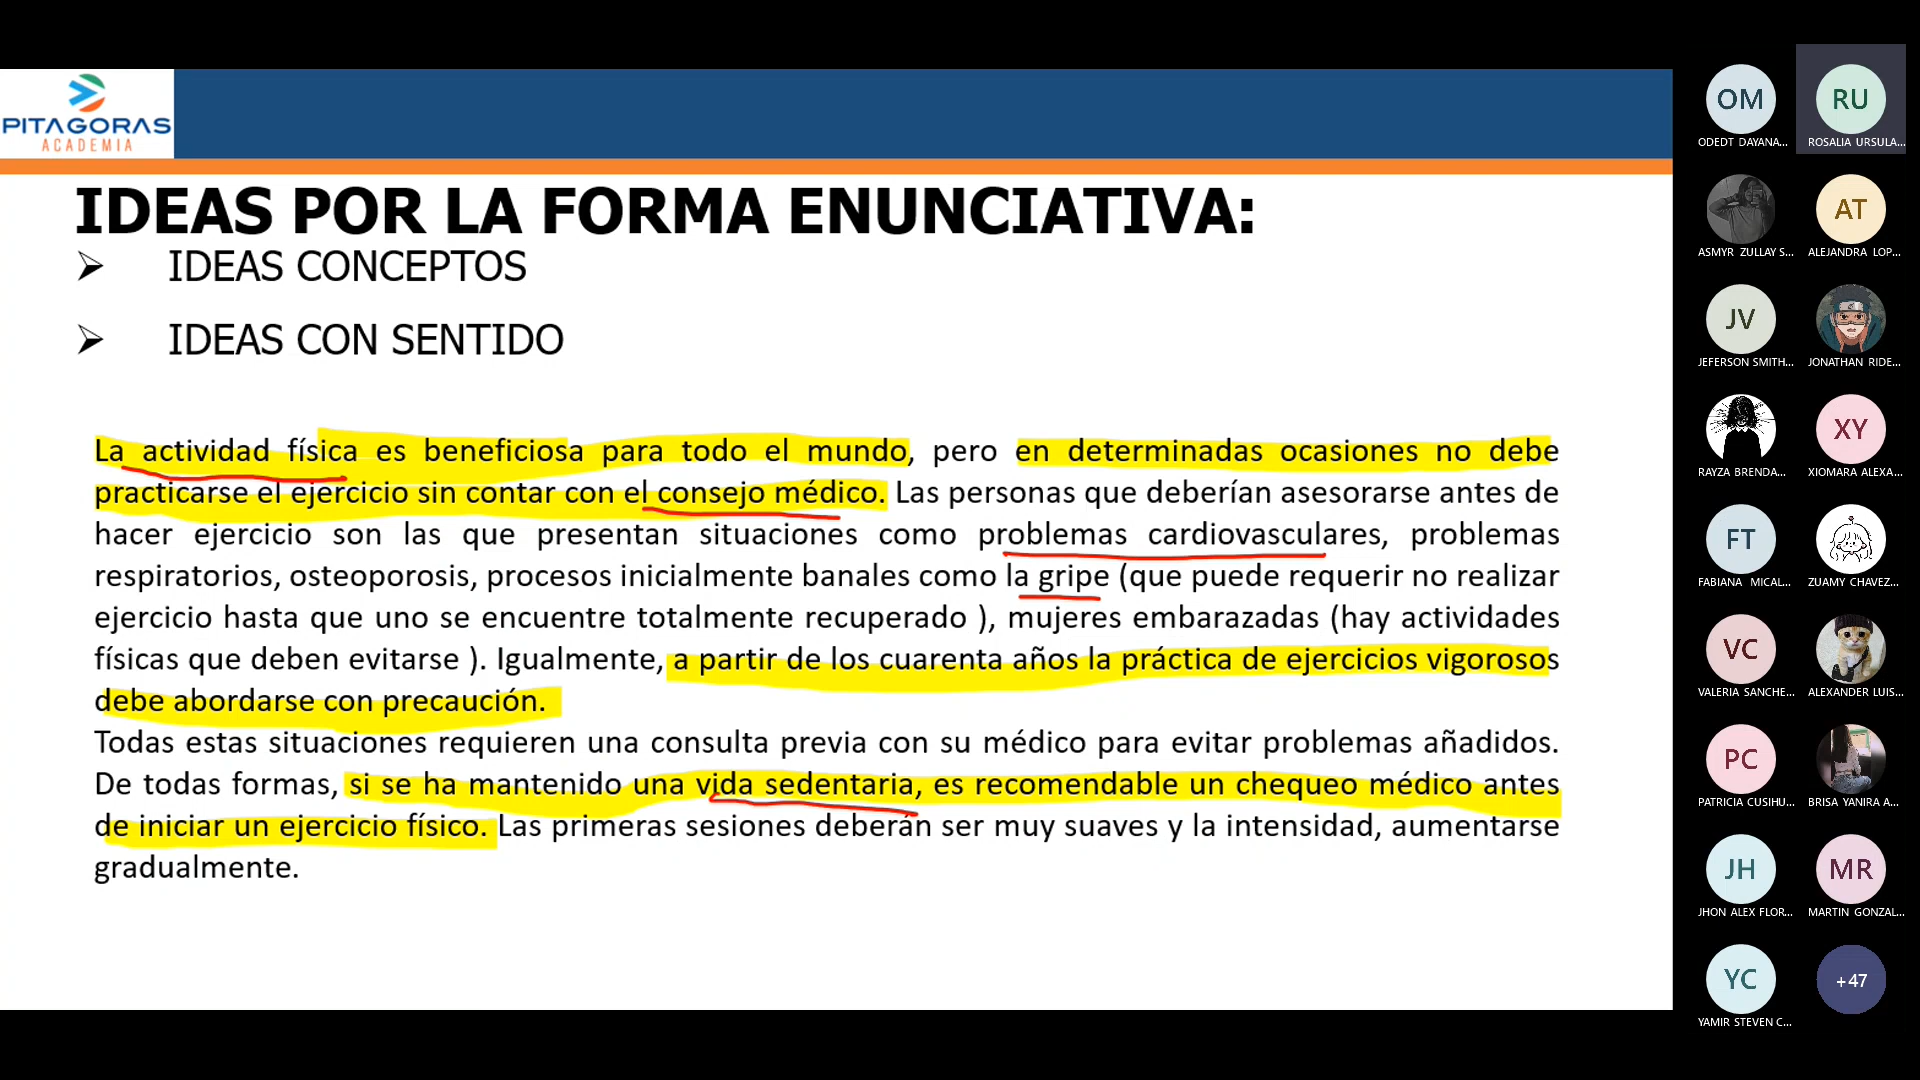 PITAGORAS
ACADEMIA
IDEAS POR LA FORMA ENUNCIATIVA:
IDEAS CONCEPTOS
IDEAS CON SENTIDO
La actividad física es beneficiosa para todo el mundo, pero en determinadas ocasiones no debe
practicarse el ejercicio sin contar con el consejo médico. Las personas que deberían asesorarse antes de
hacer ejercicio son las que presentan situaciones como problemas cardiovasculares, problemas
respiratorios, osteoporosis, procesos inicialmente banales como la gripe (que puede requerir no realizar
ejercicio hasta que uno se encuentre totalmente recuperado ), mujeres embarazadas (hay actividades
físicas que deben evitarse ). Igualmente, a partir de los cuarenta años la práctica de ejercicios vigorosos
debe abordarse con precaución.
Todas estas situaciones requieren una consulta previa con su médico para evitar problemas añadidos.
De todas formas, si se ha mantenido una vida sedentaria, es recomendable un chequeo médico antes
de iniciar un ejercicio físico. Las primeras sesiones deberán ser muy suaves y la intensidad, aumentarse
gradualmente.
OM
ODEDT DAYANA...
RU
ROSALIA URSULA...
ASMYR ZULLAY S...
AT
ALEJANDRA LOP...
JV
JEFERSON SMITH...
JONATHAN RIDE...
RAYZA BRENDA...
XY
XIOMARA ALEXA...
FT
FABIANA MICAL...
ZUAMY CHAVEZ...
VC
VALERIA SANCHE...
ALEXANDER LUIS...
PC
PATRICIA CUSIHU...
BRISA YANIRA A...
JH
JHON ALEX FLOR...
MR
MARTIN GONZAL...
YC
YAMIR STEVEN C...
+47